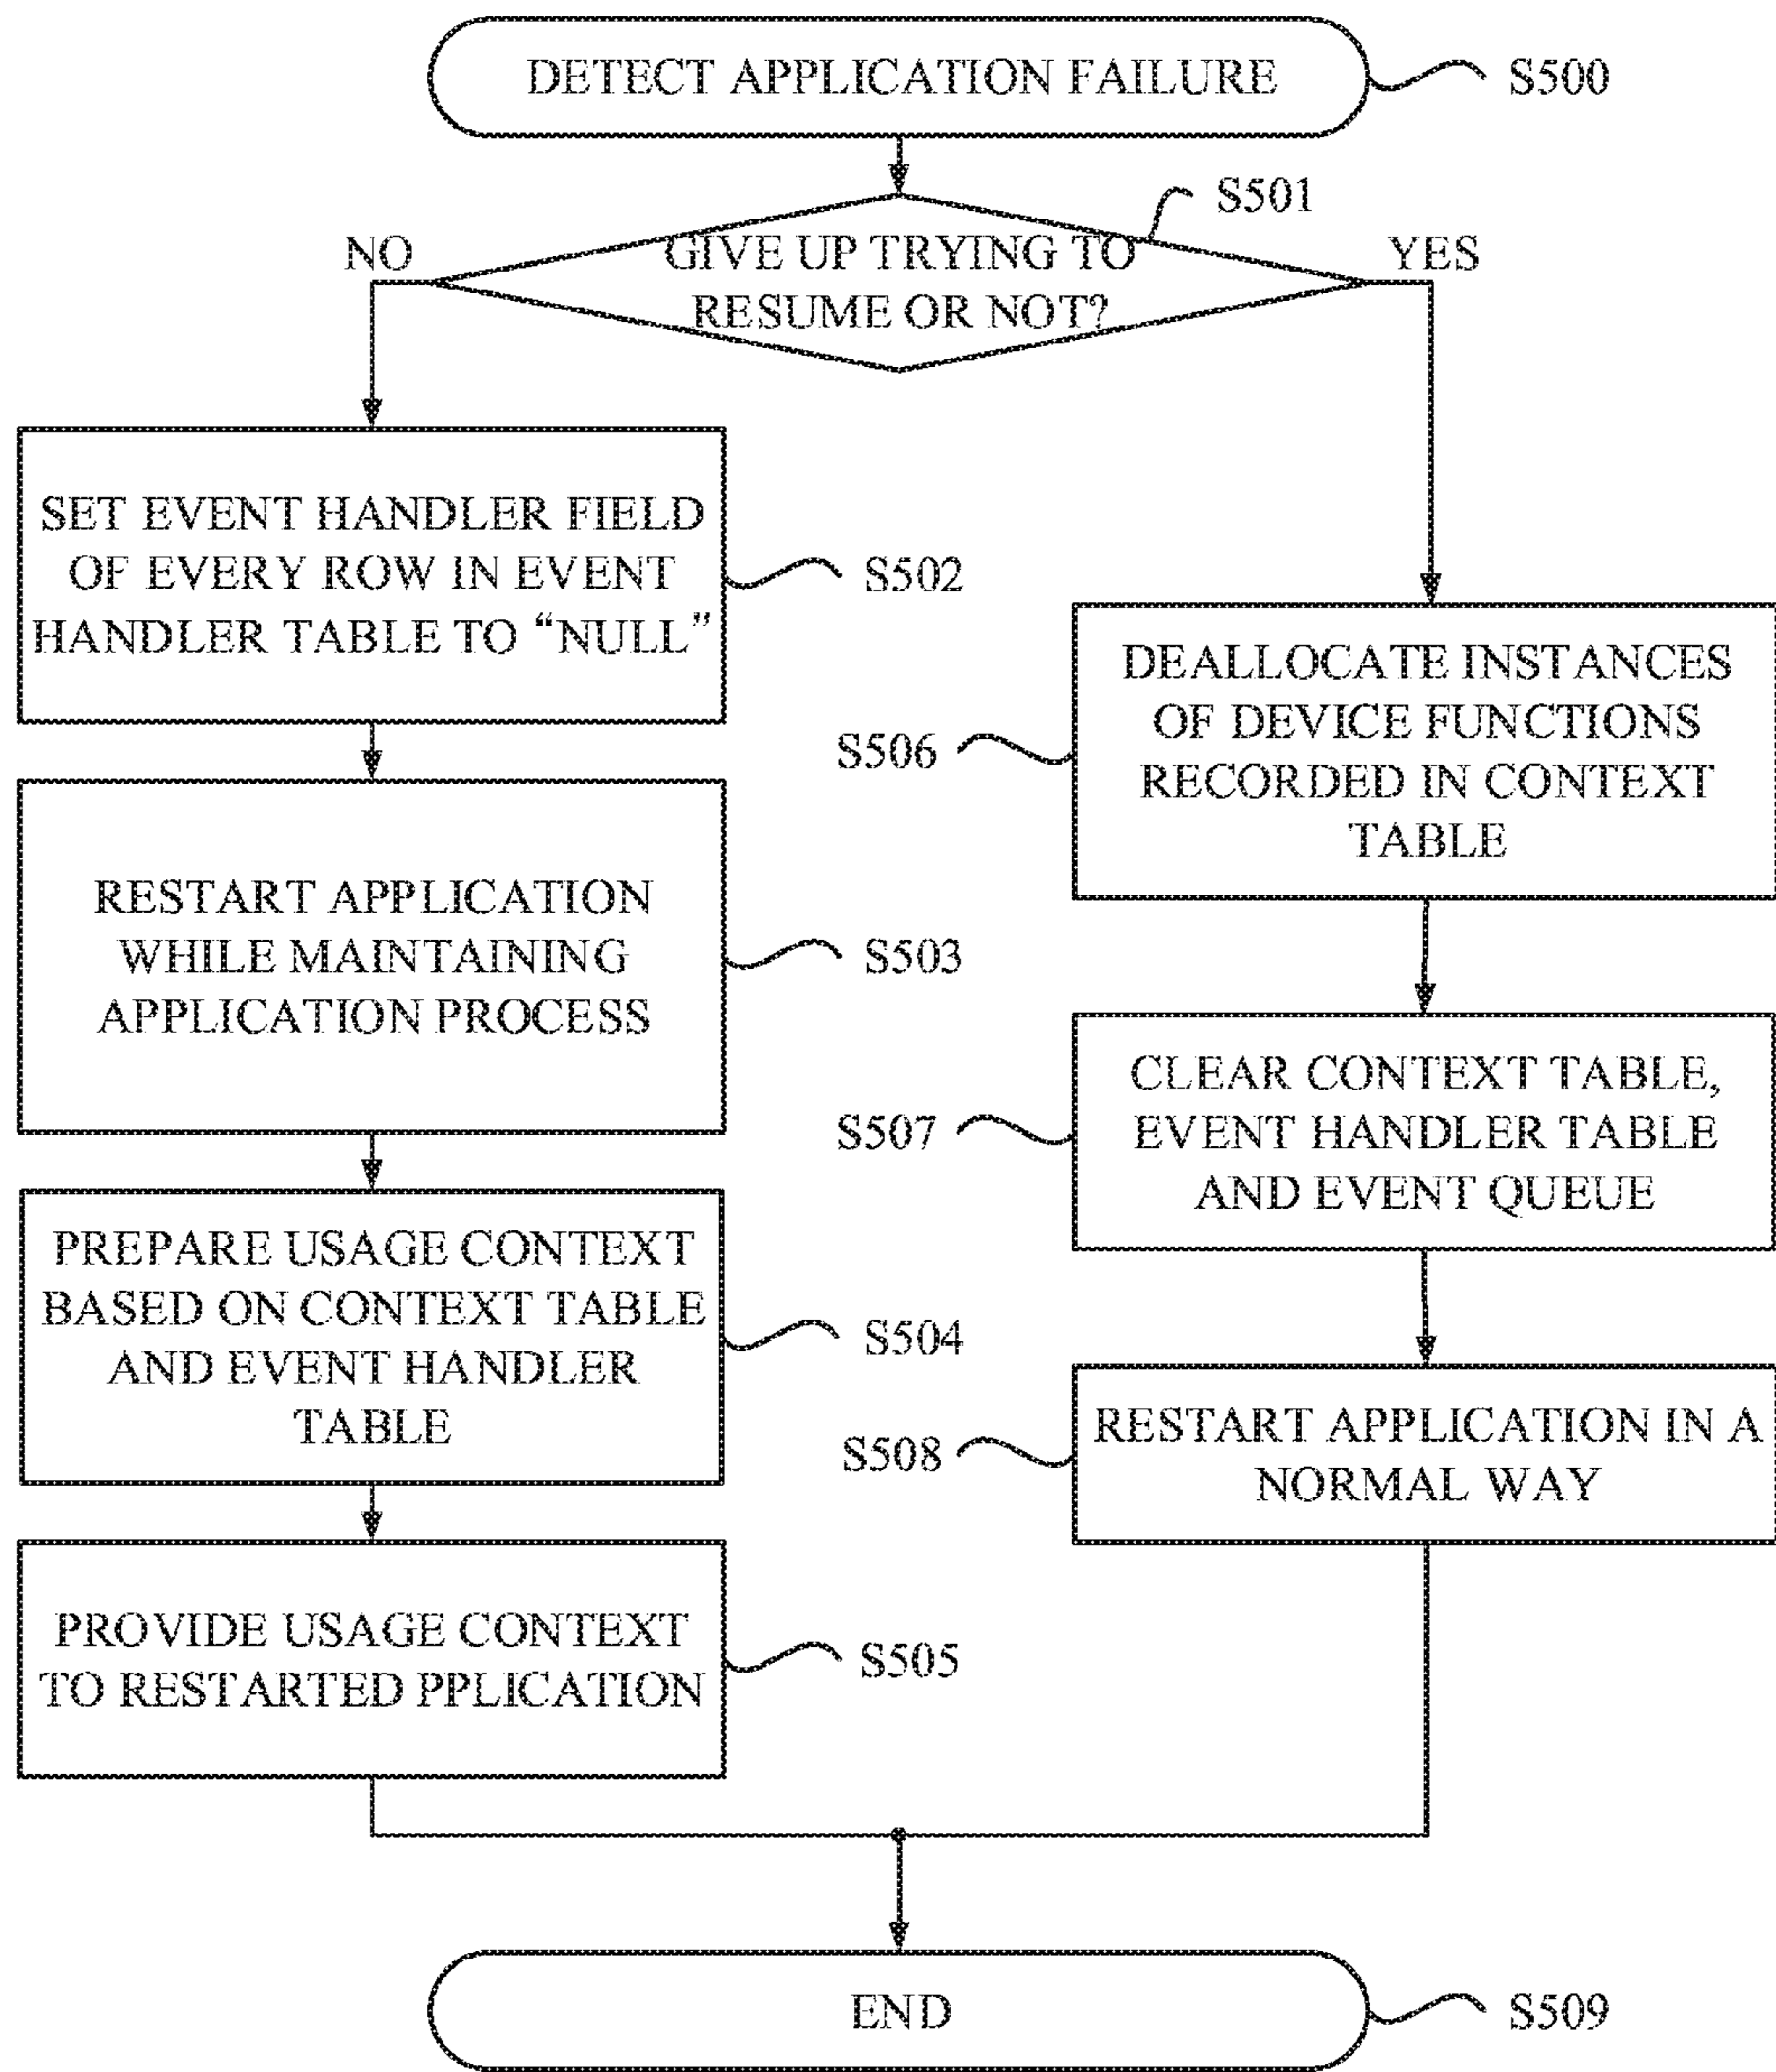 DETECT APPLICATION FAILURE
S500
S501
NO
GIVE UP TRYING TO
YES
RESUME OR NOT?
SET EVENT HANDLER FIELD
OF EVERY ROW IN EVENT
HANDLER TABLE TO “NULL”
S502
RESTART APPLICATION
WHILE MAINTAINING
APPLICATION PROCESS
S503
PREPARE USAGE CONTEXT
BASED ON CONTEXT TABLE
AND EVENT HANDLER
TABLE
S504
PROVIDE USAGE CONTEXT
TO RESTARTED PPLICATION
S505
DEALLOCATE INSTANCES
OF DEVICE FUNCTIONS
RECORDED IN CONTEXT
TABLE
S506
CLEAR CONTEXT TABLE,
EVENT HANDLER TABLE
AND EVENT QUEUE
S507
RESTART APPLICATION IN A
NORMAL WAY
S508
END
S509